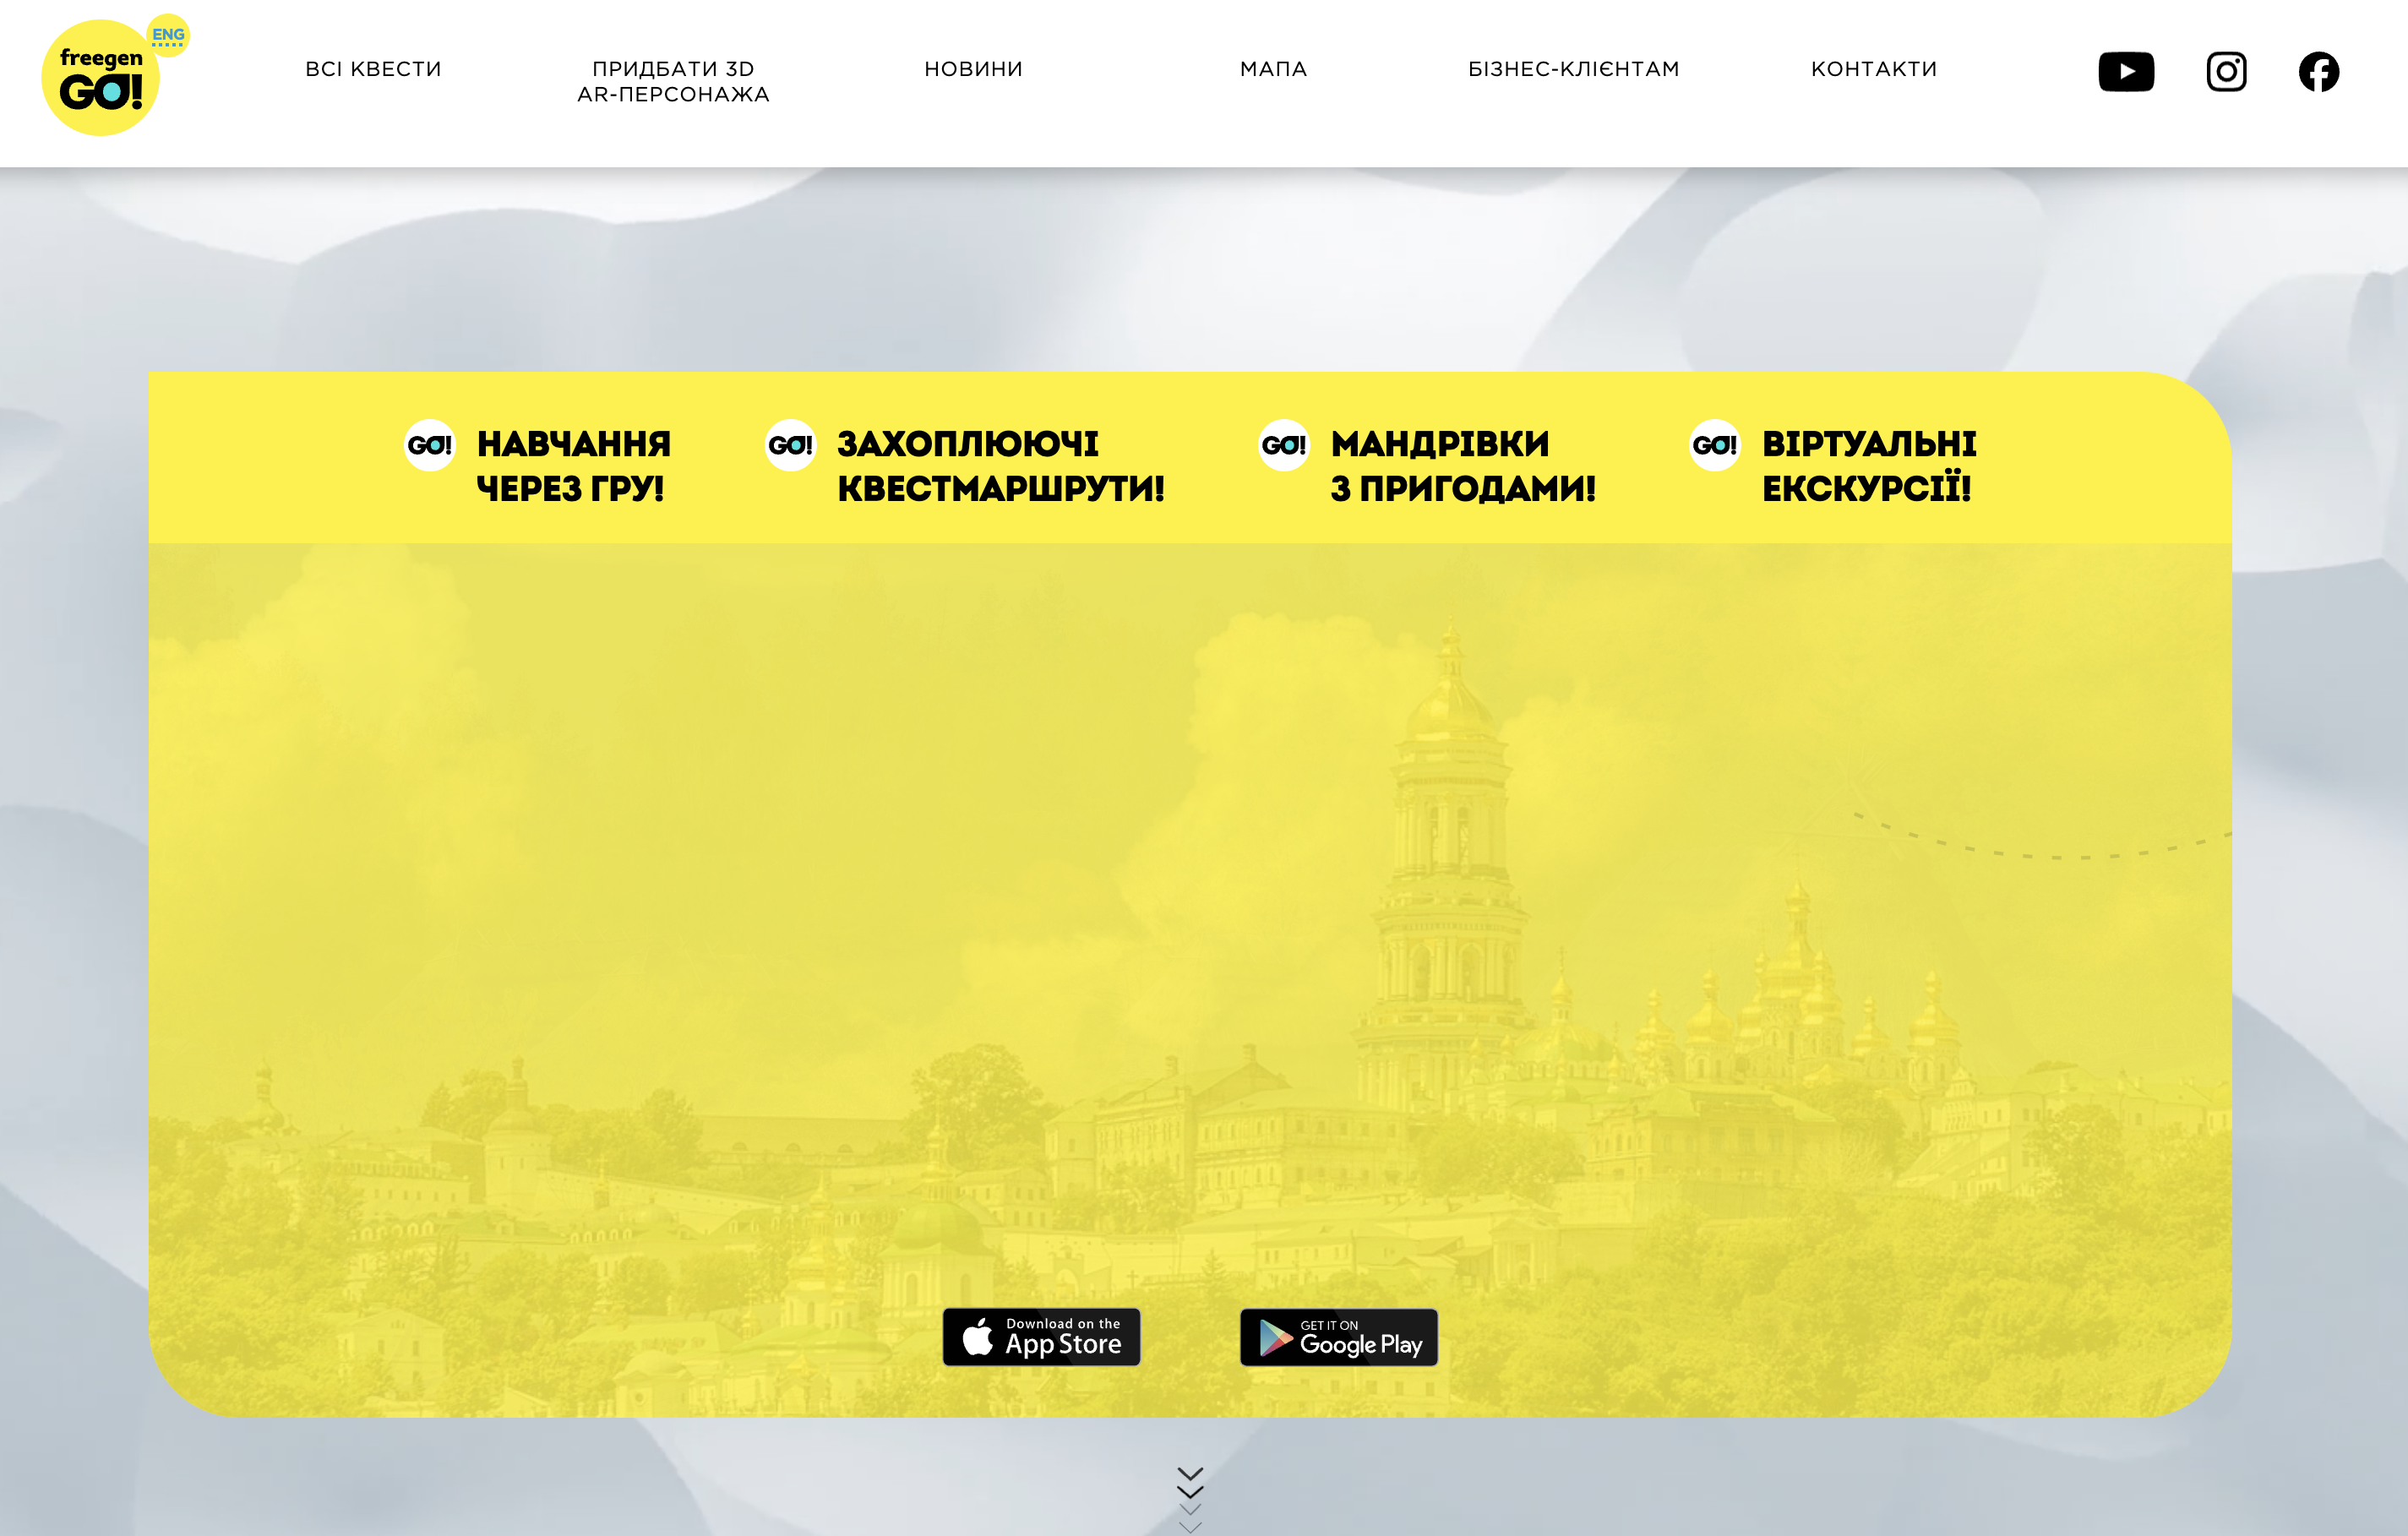 freegen
GO!
ENG
ВСІ КВЕСТИ
ПРИДБАТИ 3D
AR-ПЕРСОНАЖА
НОВИНИ
МАПА
БІЗНЕС-КЛІЄНТАМ
КОНТАКТИ
GO!
НАВЧАННЯ
ЧЕРЕЗ ГРУ!
GO!
ЗАХОПЛЮЮЧІ
КВЕСТМАРШРУТИ!
GO!
МАНДРІВКИ
З ПРИГОДАМИ!
GO!
ВІРТУАЛЬНІ
ЕКСКУРСІЇ!
Download on the
App Store
GET IT ON
Google Play